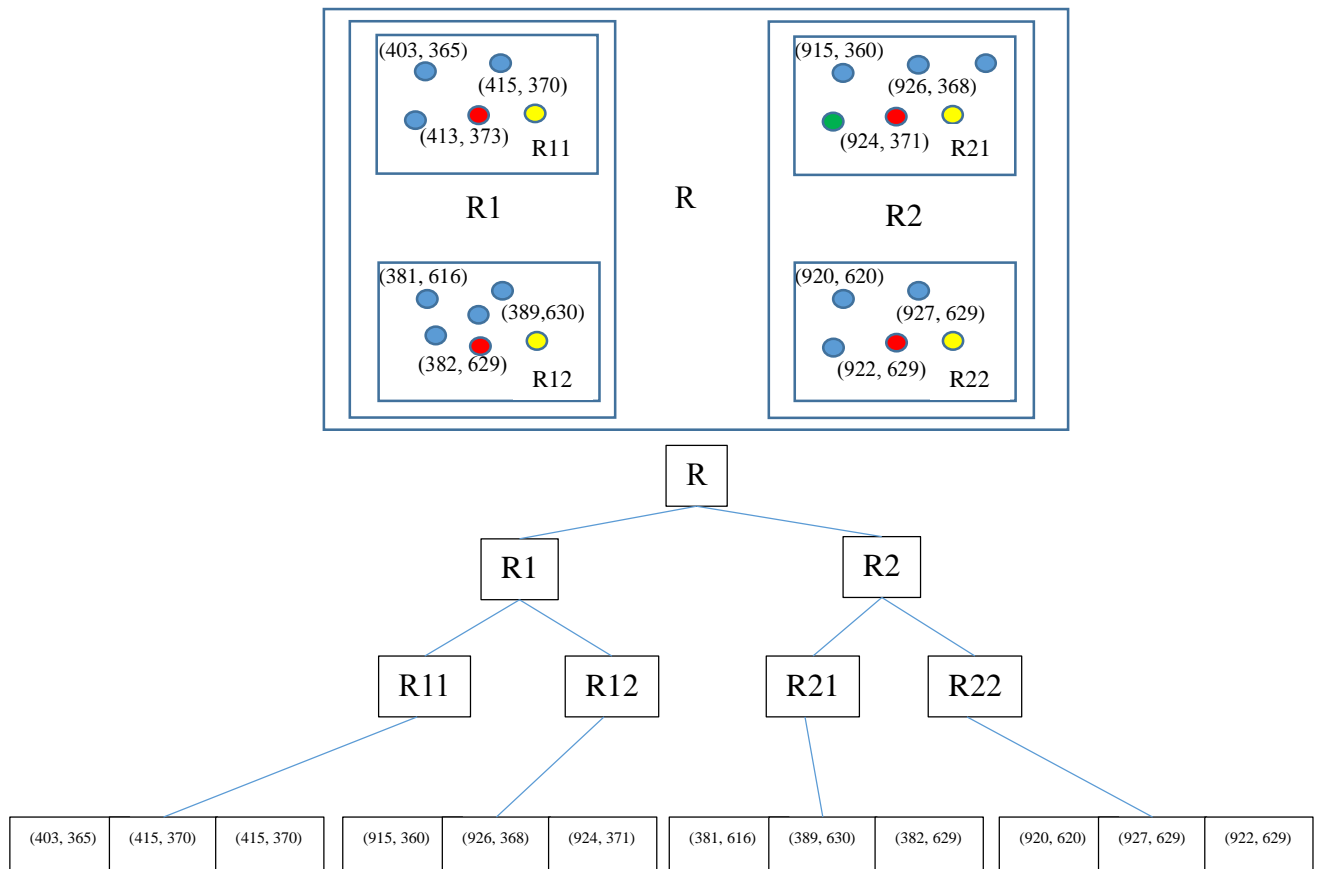 (403, 365)
(415, 370)
(413, 373)
R11
(915, 360)
(926, 368)
(924, 371)
R21
R1
R
R2
(381, 616)
(389,630)
(382, 629)
R12
(920, 620)
(927, 629)
(922, 629)
R22
R
R1
R2
R11
R12
R21
R22
(403, 365) (415, 370) (415, 370) (915, 360) (926, 368) (924, 371) (381, 616) (389, 630) (382, 629) (920, 620) (927, 629) (922, 629)